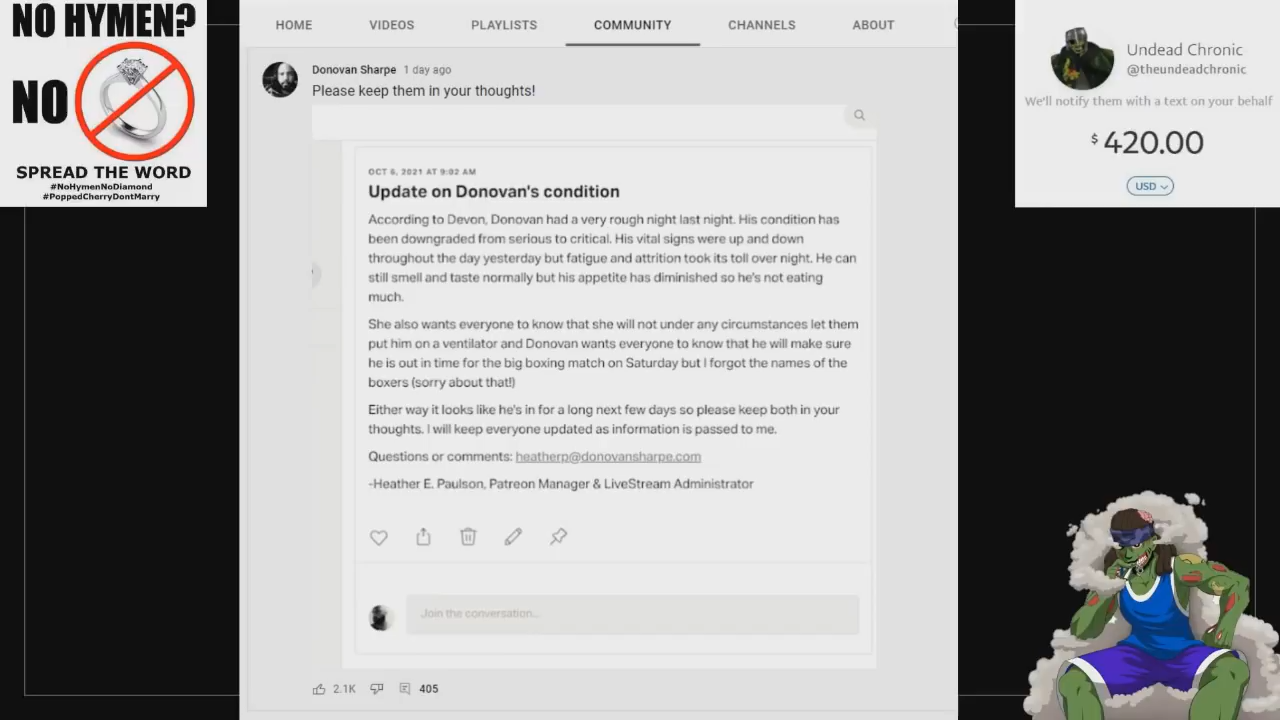 NO HYMEN?
NO
SPREAD THE WORD
#NoHymenNoDiamond
#PoppedCherryDontMarry
HOME VIDEOS PLAYLISTS COMMUNITY CHANNELS ABOUT
Donovan Sharpe 1 day ago
Please keep them in your thoughts!
OCT 6, 2021 AT 9:02 AM
Update on Donovan's condition
According to Devon, Donovan had a very rough night last night. His condition has
been downgraded from serious to critical. His vital signs were up and down
throughout the day yesterday but fatigue and attrition took its toll over night. He can
still smell and taste normally but his appetite has diminished so he's not eating
much.
She also wants everyone to know that she will not under any circumstances let them
put him on a ventilator and Donovan wants everyone to know that he will make sure
he is out in time for the big boxing match on Saturday but I forgot the names of the
boxers (sorry about that!)
Either way it looks like he's in for a long next few days so please keep both in your
thoughts. I will keep everyone updated as information is passed to me.
Questions or comments: heatherp@donovansharpe.com
-Heather E. Paulson, Patreon Manager & LiveStream Administrator
Join the conversation...
2.1K 405
Undead Chronic
@theundeadchronic
We'll notify them with a text on your behalf
$ 420.00
USD